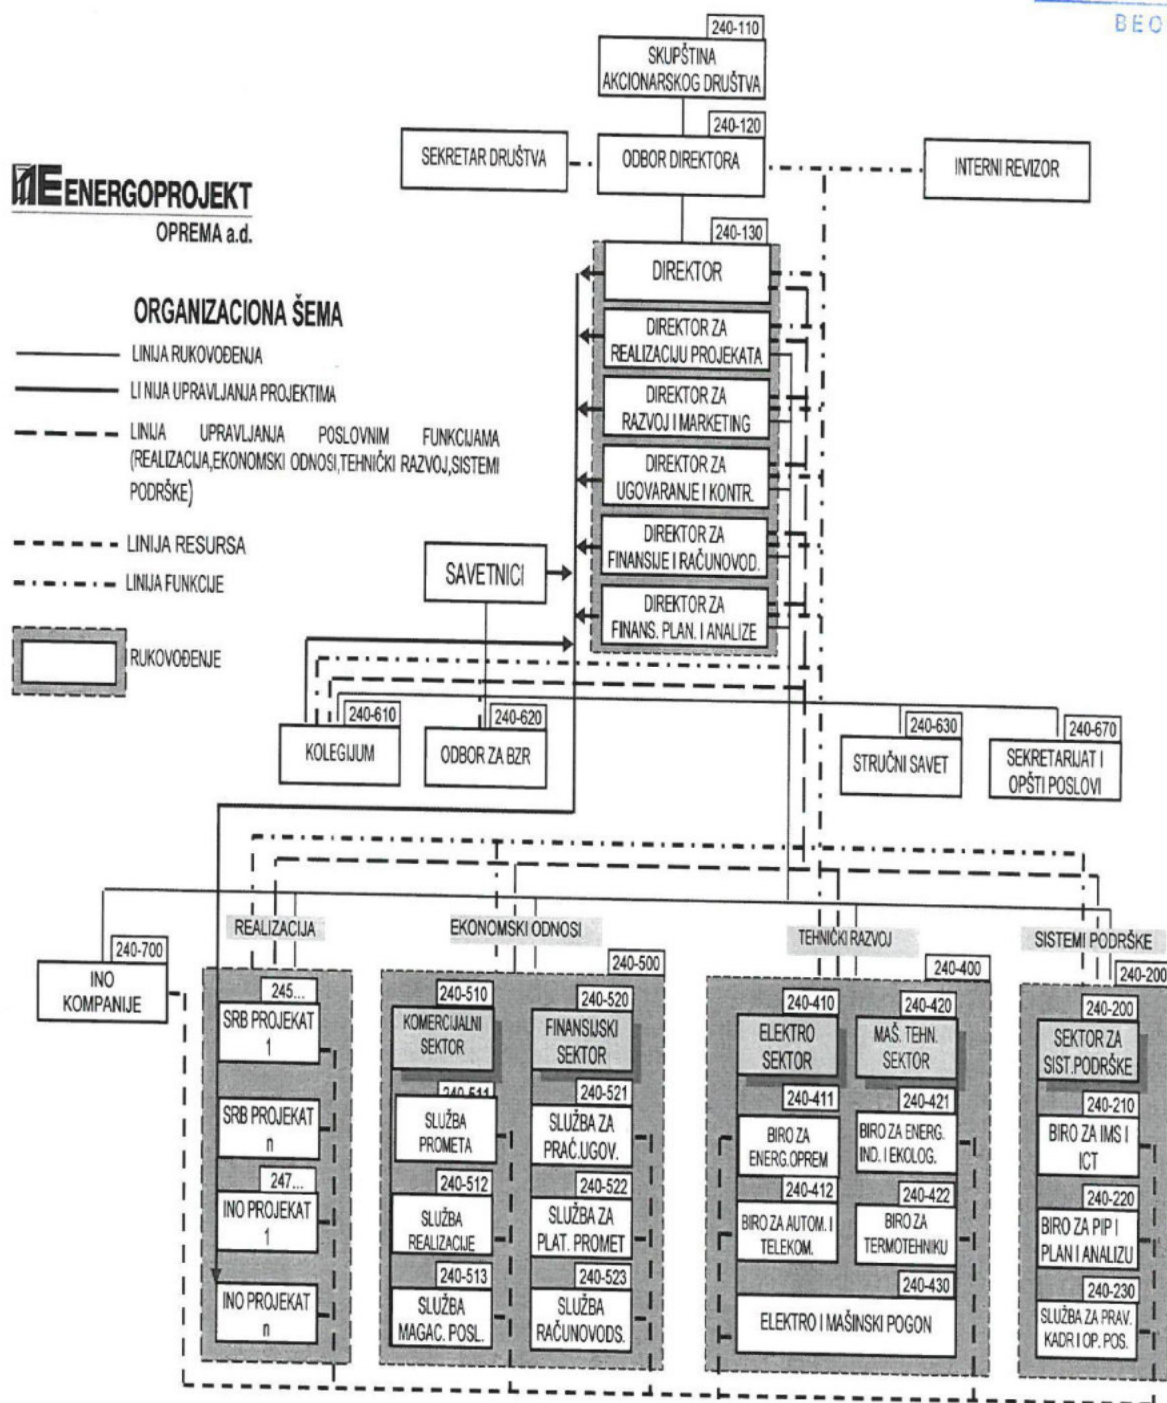 BEO
240-110
SKUPŠTINA
AKCIONARSKOG DRUŠTVA
240-120
SEKRETAR DRUŠTVA
ODBOR DIREKTORA
INTERNI REVIZOR
ENERGOPROJEKT
OPREMA a.d.
240-130
DIREKTOR
DIREKTOR ZA
REALIZACIJU PROJEKATA
DIREKTOR ZA
RAZVOJ I MARKETING
DIREKTOR ZA
UGOVARANJE I KONTR.
DIREKTOR ZA
FINANSIJE I RAČUNOVOD.
DIREKTOR ZA
FINANS. PLAN. I ANALIZE
ORGANIZACIONA ŠEMA
LINIJA RUKOVOĐENJA
LI NIJA UPRAVLJANJA PROJEKTIMA
LINIJA UPRAVLJANJA POSLOVNIM FUNKCIJAMA
(REALIZACIJA,EKONOMSKI ODNOSI,TEHNIČKI RAZVOJ,SISTEMI
PODRŠKE)
LINIJA RESURSA
LINIJA FUNKCIJE
RUKOVOĐENJE
SAVETNICI
240-610
KOLEGIJUM
240-620
ODBOR ZA BZR
240-630
STRUČNI SAVET
240-670
SEKRETARIJAT I
OPŠTI POSLOVI
REALIZACIJA
EKONOMSKI ODNOSI
TEHNIČKI RAZVOJ
SISTEMI PODRŠKE
240-700
INO
KOMPANIJE
245...
SRB PROJEKAT
1
SRB PROJEKAT
n
247...
INO PROJEKAT
1
INO PROJEKAT
n
240-500
240-510
KOMERCIJALNI
SEKTOR
240-511
SLUŽBA
PROMETA
240-512
SLUŽBA
REALIZACIJE
240-513
SLUŽBA
MAGAC. POSL.
240-520
FINANSIJSKI
SEKTOR
240-521
SLUŽBA ZA
PRAĆ.UGOV.
240-522
SLUŽBA ZA
PLAT. PROMET
240-523
SLUŽBA
RAČUNOVODS.
240-400
240-410
ELEKTRO
SEKTOR
240-411
BIRO ZA
ENERG.OPREM
240-412
BIRO ZA AUTOM. I
TELEKOM.
240-420
MAŠ. TEHN.
SEKTOR
240-421
BIRO ZA ENERG.
IND. I EKOLOG.
240-422
BIRO ZA
TERMOTEHNIKU
240-430
ELEKTRO I MAŠINSKI POGON
240-200
240-200
SEKTOR ZA
SIST.PODRŠKE
240-210
BIRO ZA IMS I
ICT
240-220
BIRO ZA PIP I
PLAN I ANALIZU
240-230
SLUŽBA ZA PRAV.
KADR I OP. POS.